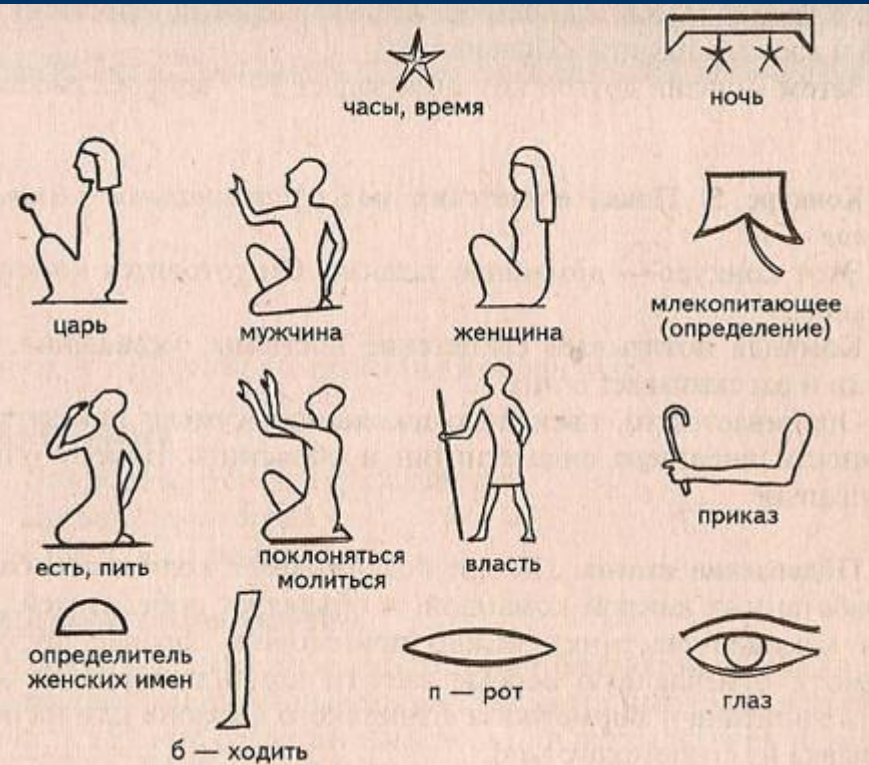 часы, время
ночь
царь
мужчина
женщина
млекопитающее
(определение)
есть, пить
поклоняться
молиться
власть
приказ
определитель
женских имен
п — рот
глаз
б — ходить